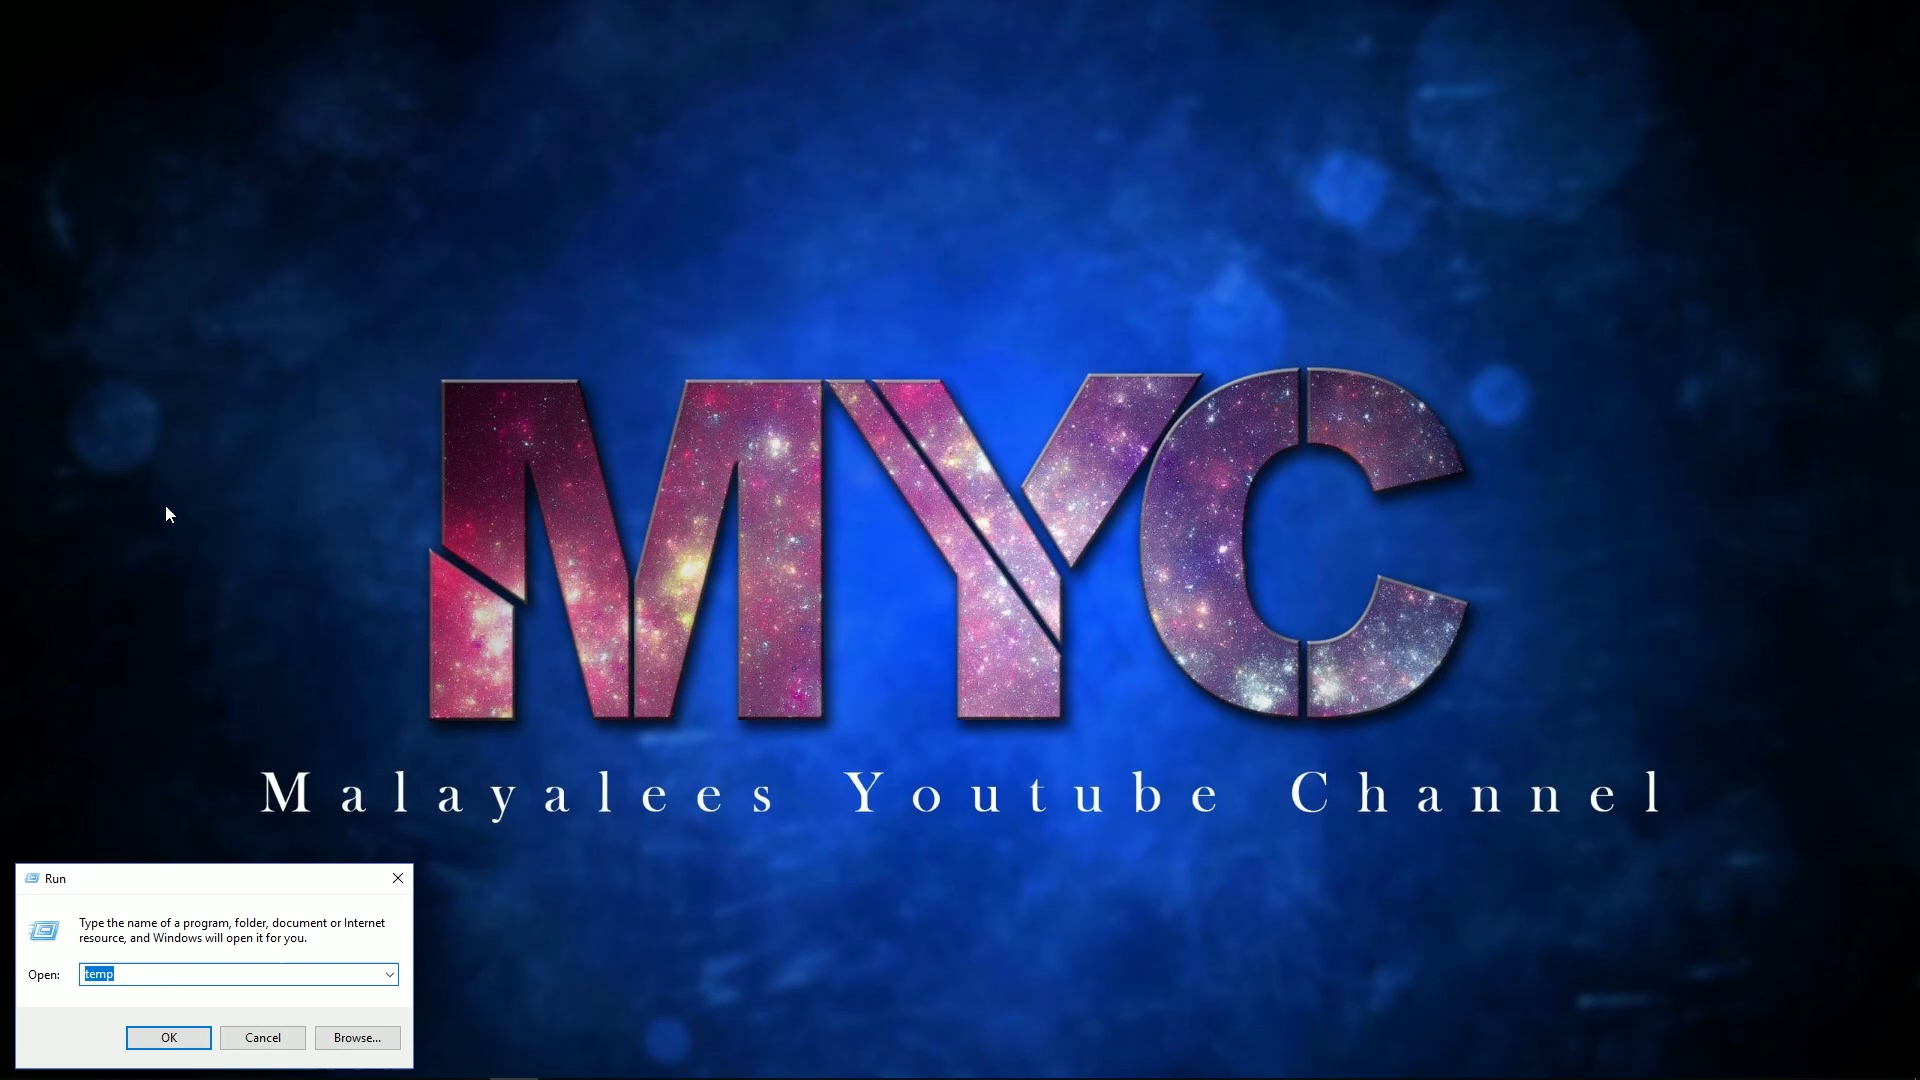 MYC
Malayalees Youtube Channel
Run
Type the name of a program, folder, document or Internet
resource, and Windows will open it for you.
Open: temp
OK Cancel Browse...